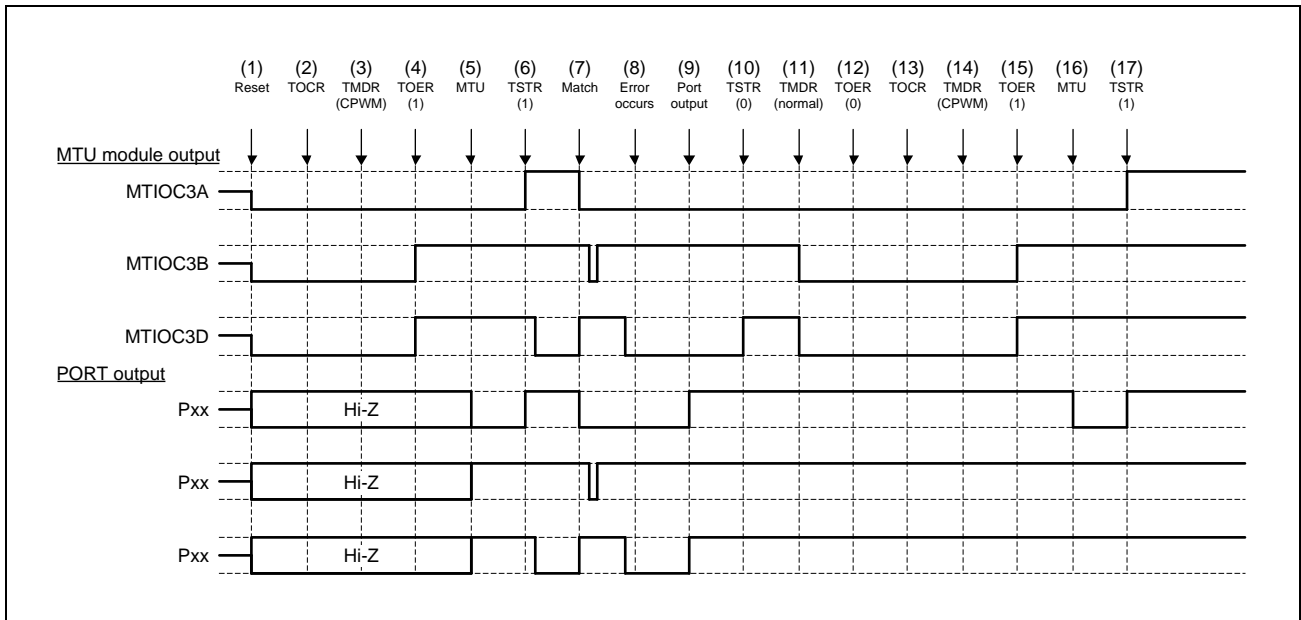 (1) (2) (3) (4) (5) (6) (7) (8) (9) (10) (11) (12) (13) (14) (15) (16) (17)
Reset TOCR TMDR TOER MTU TSTR Match Error Port TSTR TMDR TOER TOCR TMDR TOER MTU TSTR
(CPWM) (1) (1) occurs output (0) (normal) (0) (CPWM) (1) (1)
MTU module output
MTIOC3A
MTIOC3B
MTIOC3D
PORT output
Pxx Hi-Z
Pxx Hi-Z
Pxx Hi-Z